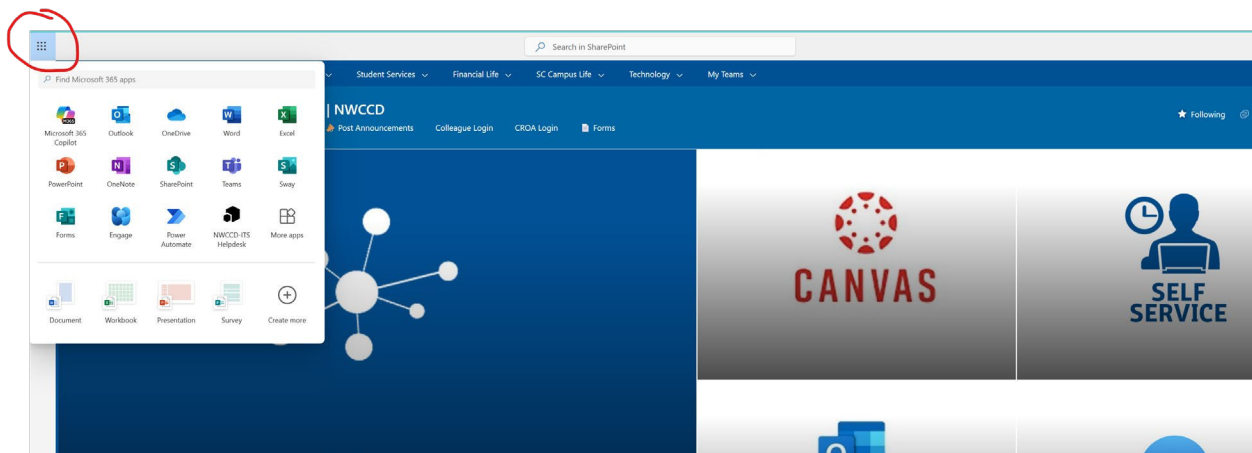 Search in SharePoint
Find Microsoft 365 apps
Student Services
Financial Life
SC Campus Life
Technology
My Teams
| NWCCD
Following
Post Announcements
Colleague Login
CROA Login
Forms
M365
Microsoft 365
Copilot
Outlook
OneDrive
Word
Excel
PowerPoint
OneNote
SharePoint
Teams
Sway
Forms
Engage
Power
Automate
NWCCD-ITS
Helpdesk
More apps
Document
Workbook
Presentation
Survey
Create more
CANVAS
SELF
SERVICE